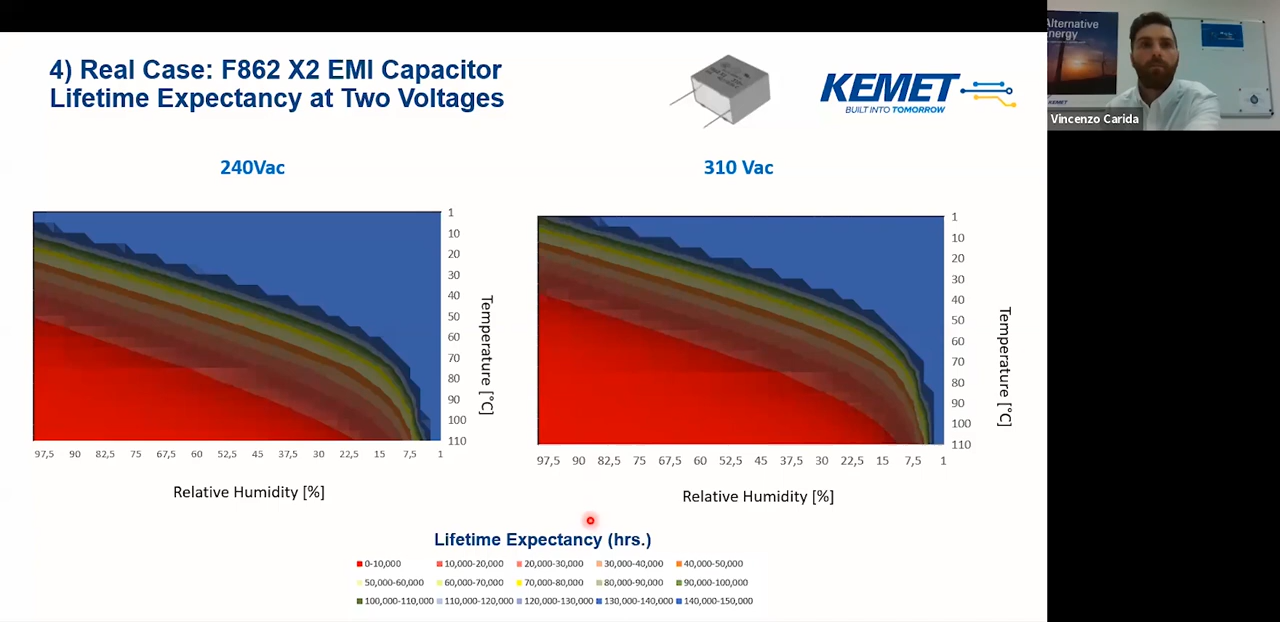 4) Real Case: F862 X2 EMI Capacitor
Lifetime Expectancy at Two Voltages
KEMET
BUILT INTO TOMORROW
Alternative
Energy
KEMET
Vincenzo Carida
240Vac
310 Vac
1
10
20
30
40
50
60
70
80
90
100
110
Temperature [°C]
97,5 90 82,5 75 67,5 60 52,5 45 37,5 30 22,5 15 7,5 1
Relative Humidity [%]
1
10
20
30
40
50
60
70
80
90
100
110
Temperature [°C]
97,5 90 82,5 75 67,5 60 52,5 45 37,5 30 22,5 15 7,5 1
Relative Humidity [%]
Lifetime Expectancy (hrs.)
0-10,000 10,000-20,000 20,000-30,000 30,000-40,000 40,000-50,000
50,000-60,000 60,000-70,000 70,000-80,000 80,000-90,000 90,000-100,000
100,000-110,000 110,000-120,000 120,000-130,000 130,000-140,000 140,000-150,000